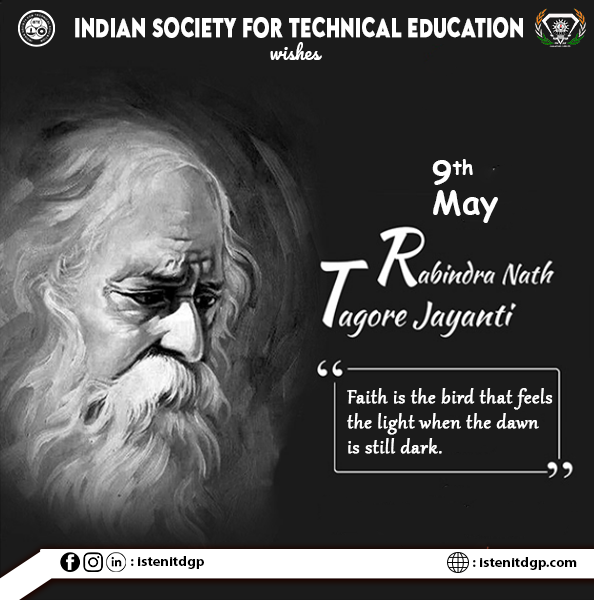 INDIAN SOCIETY FOR TECHNICAL EDUCATION
wishes
9th
May
Rabindra Nath
Tagore Jayanti
“
Faith is the bird that feels
the light when the dawn
is still dark.
”
: istenitdgp
: istenitdgp.com